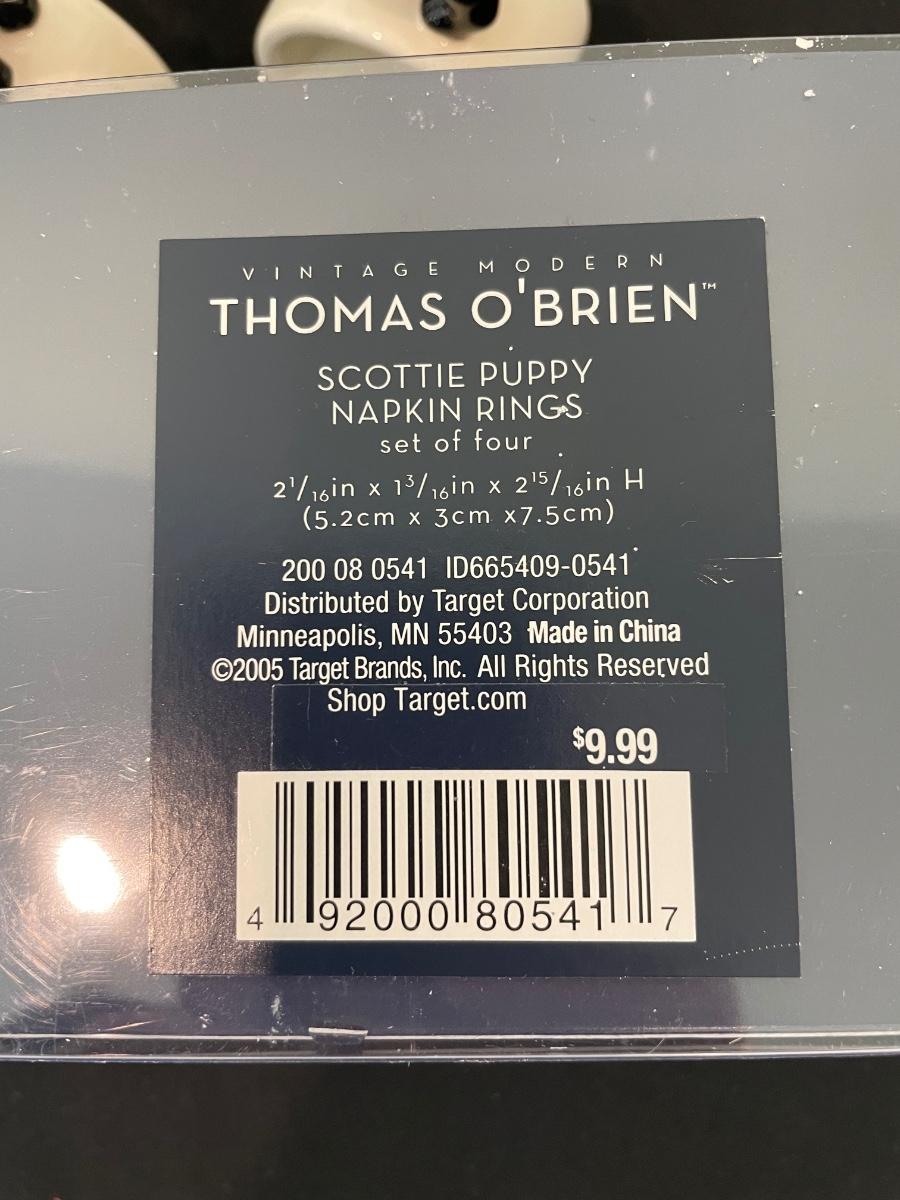 VINTAGE MODERN
THOMAS O'BRIEN™
SCOTTIE PUPPY
NAPKIN RINGS
set of four
2¹/₁₆in x 1³/₁₆in x 2¹⁵/₁₆in H
(5.2cm x 3cm x7.5cm)
200 08 0541 ID665409-0541
Distributed by Target Corporation
Minneapolis, MN 55403 Made in China
©2005 Target Brands, Inc. All Rights Reserved
Shop Target.com
$9.99
4 92000 80541 7